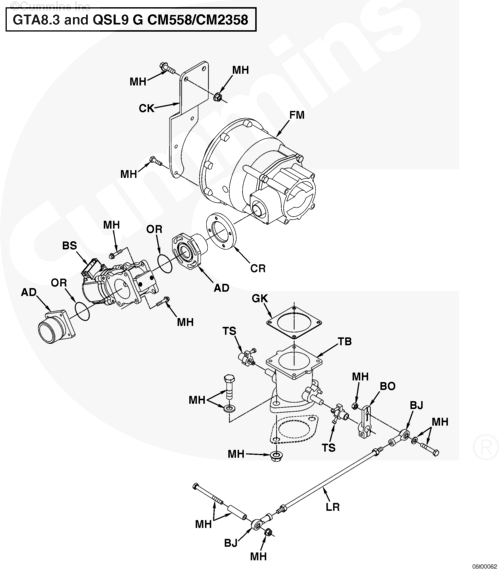 ©Cummins Inc
GTA8.3 and QSL9 G CM558/CM2358
MH
MH
CK
FM
MH
MH
OR
BS
CR
OR
AD
AD
MH
GK
TS
TB
MH
BO
MH
BJ
MH
TS
MH
LR
MH
BJ
MH
Cummins
®
06I00062